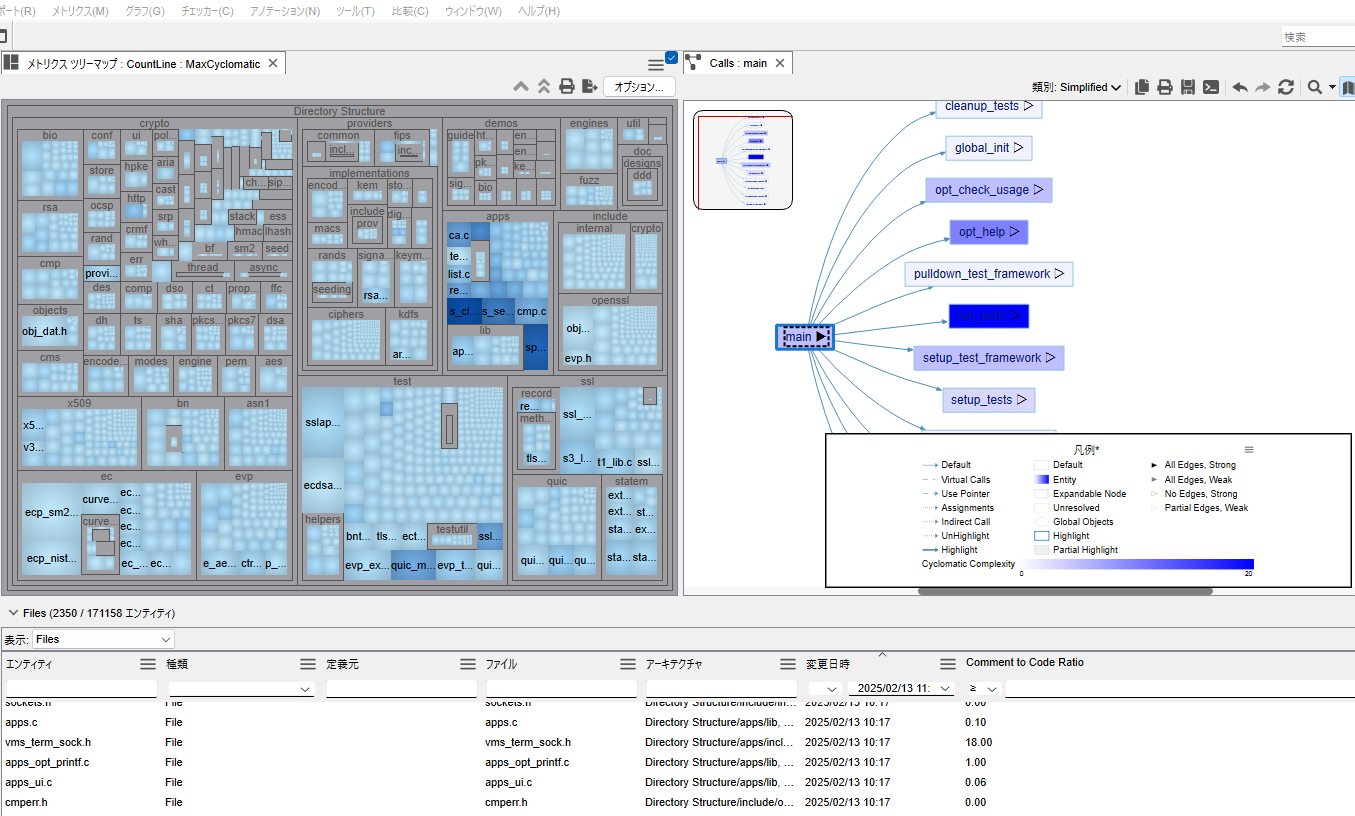 ポート(R) メトリクス(M) グラフ(G) チェッカー(C) アノテーション(N) ツール(T) 比較(C) ウィンドウ(W) ヘルプ(H)
検索
メトリクス ツリーマップ : CountLine : MaxCyclomatic
Calls : main
オプション...
類別: Simplified
Directory Structure
crypto
providers
demos
engines
util
bio
conf
ui
pol...
common
fips
guide
ht...
en...
incl...
inc...
doc
designs
ddd
store
hpke
aria
cast
ch...
sip...
implementations
pk...
en...
ke...
fuzz
encod...
kem
sto...
sig...
bio
rsa
ocsp
http
srp
stack
ess
include
prov
dig...
apps
include
crmf
hmac
lhash
macs
ca.c
internal
crypto
rand
wh...
bf
sm2
seed
te...
cmp
provi...
err
thread
async
rands
signa...
keym...
list.c
des
comp
dso
ct
prop...
ffc
seeding
rsa...
re...
openssl
objects
obj_dat.h
dh
ts
sha
pkcs...
pkcs7
dsa
ciphers
kdfs
ar...
s_cl...
s_se...
cmp.c
lib
ap...
sp...
obj...
evp.h
cms
encode...
modes
engine
pem
aes
test
ssl
x509
bn
asn1
record
re...
x5...
v3...
sslap...
ssl_...
meth...
tls...
s3_l...
t1_lib.c
ssl...
ec
evp
ecp_sm2...
curve...
ec...
ecdsa...
quic
statem
curve...
ec...
ext...
ec...
ext...
st...
helpers
testutil
ecp_nist...
ec...
bnt...
tls...
ect...
ssl...
sta...
ex...
ec_...
ec...
e_ae...
ctr...
p_...
evp_ex...
quic_m...
evp_t...
qui...
qui...
qui...
qu...
sta...
sta...
cleanup_tests
global_init
opt_check_usage
opt_help
pulldown_test_framework
main
setup_test_framework
setup_tests
凡例*
Default Default All Edges, Strong
Virtual Calls Entity All Edges, Weak
Use Pointer Expandable Node No Edges, Strong
Assignments Unresolved Partial Edges, Weak
Indirect Call Global Objects
UnHighlight Highlight
Highlight Partial Highlight
Cyclomatic Complexity
0 20
Files (2350 / 171158 エンティティ)
表示: Files
エンティティ 種類 定義元 ファイル アーキテクチャ 変更日時 Comment to Code Ratio
2025/02/13 11: ≥
sockets.h File sockets.h Directory Structure/include/in... 2025/02/13 10:17 0.00
apps.c File apps.c Directory Structure/apps/lib, ... 2025/02/13 10:17 0.10
vms_term_sock.h File vms_term_sock.h Directory Structure/apps/incl... 2025/02/13 10:17 18.00
apps_opt_printf.c File apps_opt_printf.c Directory Structure/apps/lib, ... 2025/02/13 10:17 1.00
apps_ui.c File apps_ui.c Directory Structure/apps/lib, ... 2025/02/13 10:17 0.06
cmperr.h File cmperr.h Directory Structure/include/o... 2025/02/13 10:17 0.00